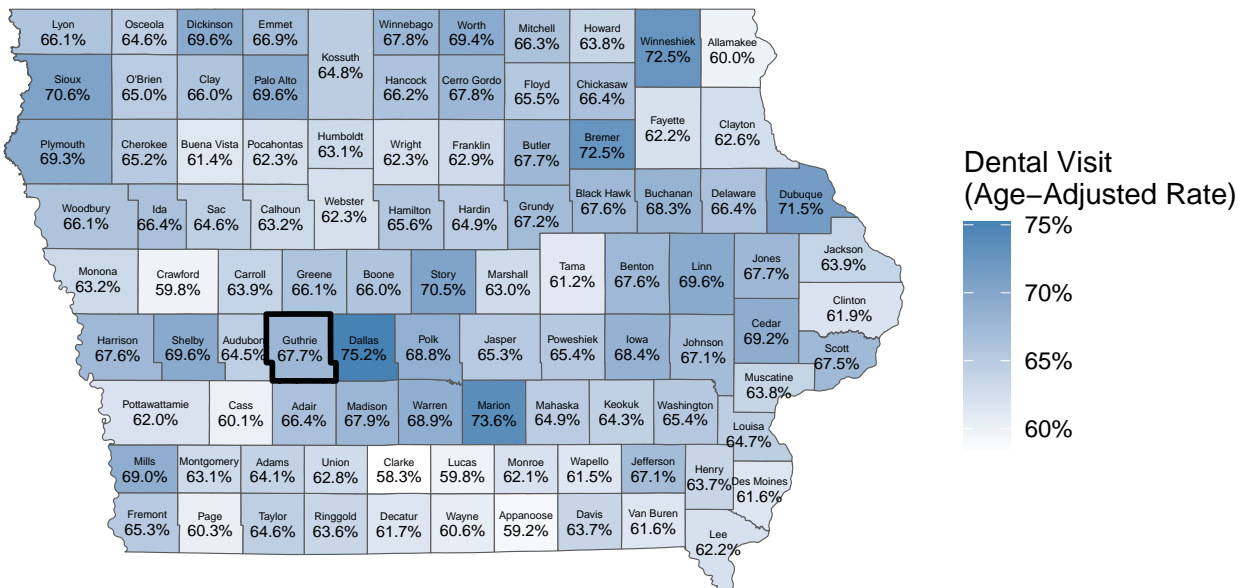 Lyon
66.1%
Osceola
64.6%
Dickinson
69.6%
Emmet
66.9%
Kossuth
64.8%
Winnebago
67.8%
Worth
69.4%
Mitchell
66.3%
Howard
63.8%
Winneshiek
72.5%
Allamakee
60.0%
Sioux
70.6%
O'Brien
65.0%
Clay
66.0%
Palo Alto
69.6%
Hancock
66.2%
Cerro Gordo
67.8%
Floyd
65.5%
Chickasaw
66.4%
Fayette
62.2%
Clayton
62.6%
Plymouth
69.3%
Cherokee
65.2%
Buena Vista
61.4%
Pocahontas
62.3%
Humboldt
63.1%
Wright
62.3%
Franklin
62.9%
Butler
67.7%
Bremer
72.5%
Woodbury
66.1%
Ida
66.4%
Sac
64.6%
Calhoun
63.2%
Webster
62.3%
Hamilton
65.6%
Hardin
64.9%
Grundy
67.2%
Black Hawk
67.6%
Buchanan
68.3%
Delaware
66.4%
Dubuque
71.5%
Monona
63.2%
Crawford
59.8%
Carroll
63.9%
Greene
66.1%
Boone
66.0%
Story
70.5%
Marshall
63.0%
Tama
61.2%
Benton
67.6%
Linn
69.6%
Jones
67.7%
Jackson
63.9%
Clinton
61.9%
Harrison
67.6%
Shelby
69.6%
Audubon
64.5%
Guthrie
67.7%
Dallas
75.2%
Polk
68.8%
Jasper
65.3%
Poweshiek
65.4%
Iowa
68.4%
Johnson
67.1%
Cedar
69.2%
Scott
67.5%
Muscatine
63.8%
Pottawattamie
62.0%
Cass
60.1%
Adair
66.4%
Madison
67.9%
Warren
68.9%
Marion
73.6%
Mahaska
64.9%
Keokuk
64.3%
Washington
65.4%
Louisa
64.7%
Mills
69.0%
Montgomery
63.1%
Adams
64.1%
Union
62.8%
Clarke
58.3%
Lucas
59.8%
Monroe
62.1%
Wapello
61.5%
Jefferson
67.1%
Henry
63.7%
Des Moines
61.6%
Fremont
65.3%
Page
60.3%
Taylor
64.6%
Ringgold
63.6%
Decatur
61.7%
Wayne
60.6%
Appanoose
59.2%
Davis
63.7%
Van Buren
61.6%
Lee
62.2%
Dental Visit
(Age−Adjusted Rate)
75%
70%
65%
60%